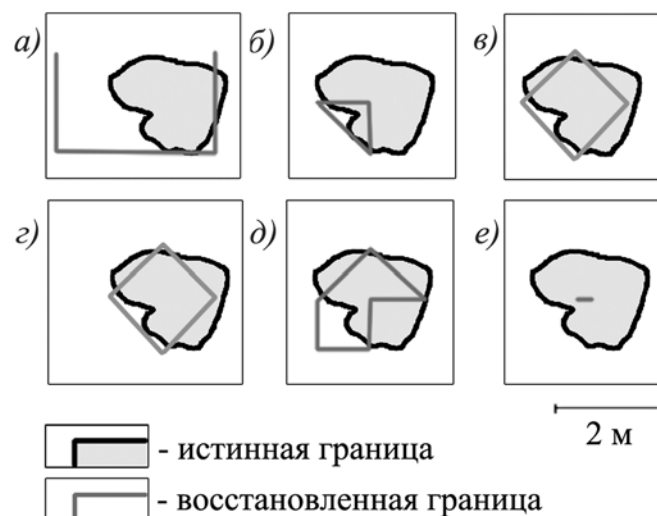 а) б) в)
г) д) е)
2 м
- истинная граница
- восстановленная граница